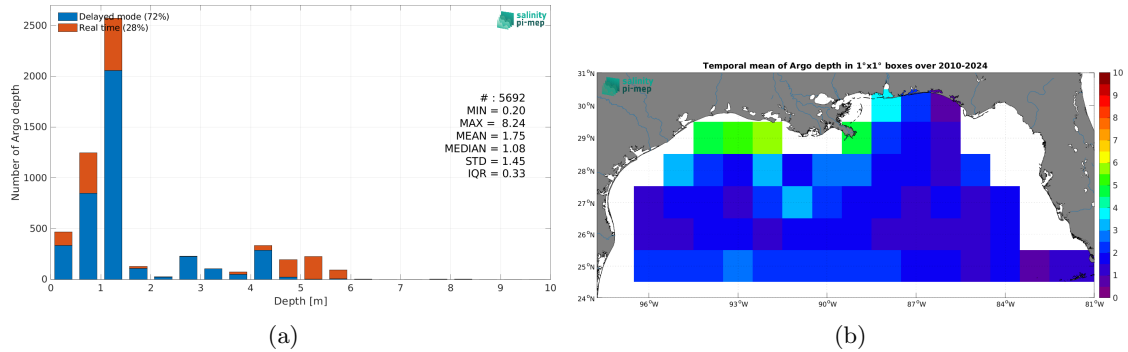 Delayed mode (72%)
Real time (28%)
salinity
pi-mep
2500
2000
1500
1000
500
0
Number of Argo depth
# : 5692
MIN = 0.20
MAX = 8.24
MEAN = 1.75
MEDIAN = 1.08
STD = 1.45
IQR = 0.33
0 1 2 3 4 5 6 7 8 9 10
Depth [m]
(a)
Temporal mean of Argo depth in 1°x1° boxes over 2010-2024
salinity
pi-mep
31°N
30°N
29°N
28°N
27°N
26°N
25°N
24°N
96°W 93°W 90°W 87°W 84°W 81°W
10
9
8
7
6
5
4
3
2
1
0
(b)